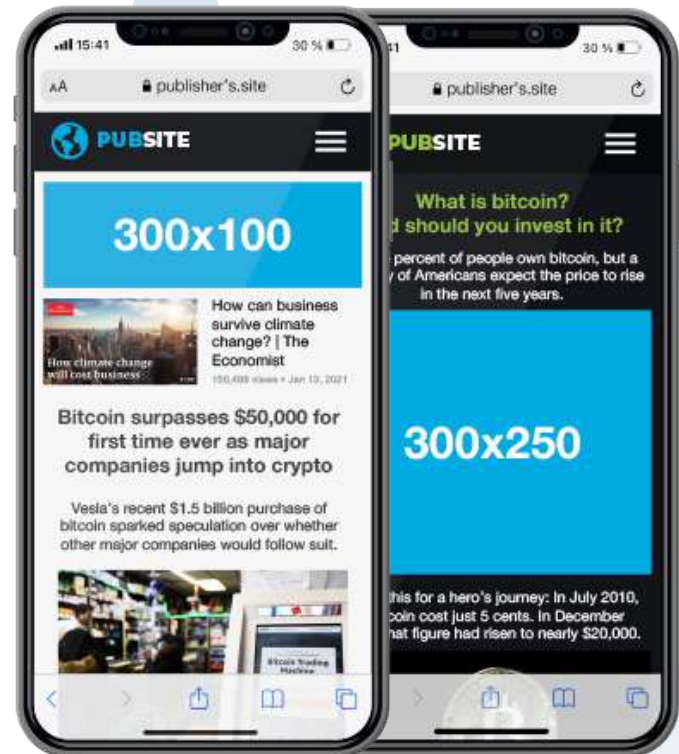 15:41
30 %
AA
publisher's.site
PUBSITE
300x100
How can business
survive climate
change? | The
Economist
views • Jan 13, 2021
How climate change
will cost business
Bitcoin surpasses $50,000 for
first time ever as major
companies jump into crypto
Vesla's recent $1.5 billion purchase of
bitcoin sparked speculation over whether
other major companies would follow suit.
Bitcoin Trading
Machine
41
30 %
publisher's.site
PUBSITE
What is bitcoin?
d should you invest in it?
percent of people own bitcoin, but a
y of Americans expect the price to rise
in the next five years.
300x250
this for a hero's journey: In July 2010,
coin cost just 5 cents. In December
hat figure had risen to nearly $20,000.